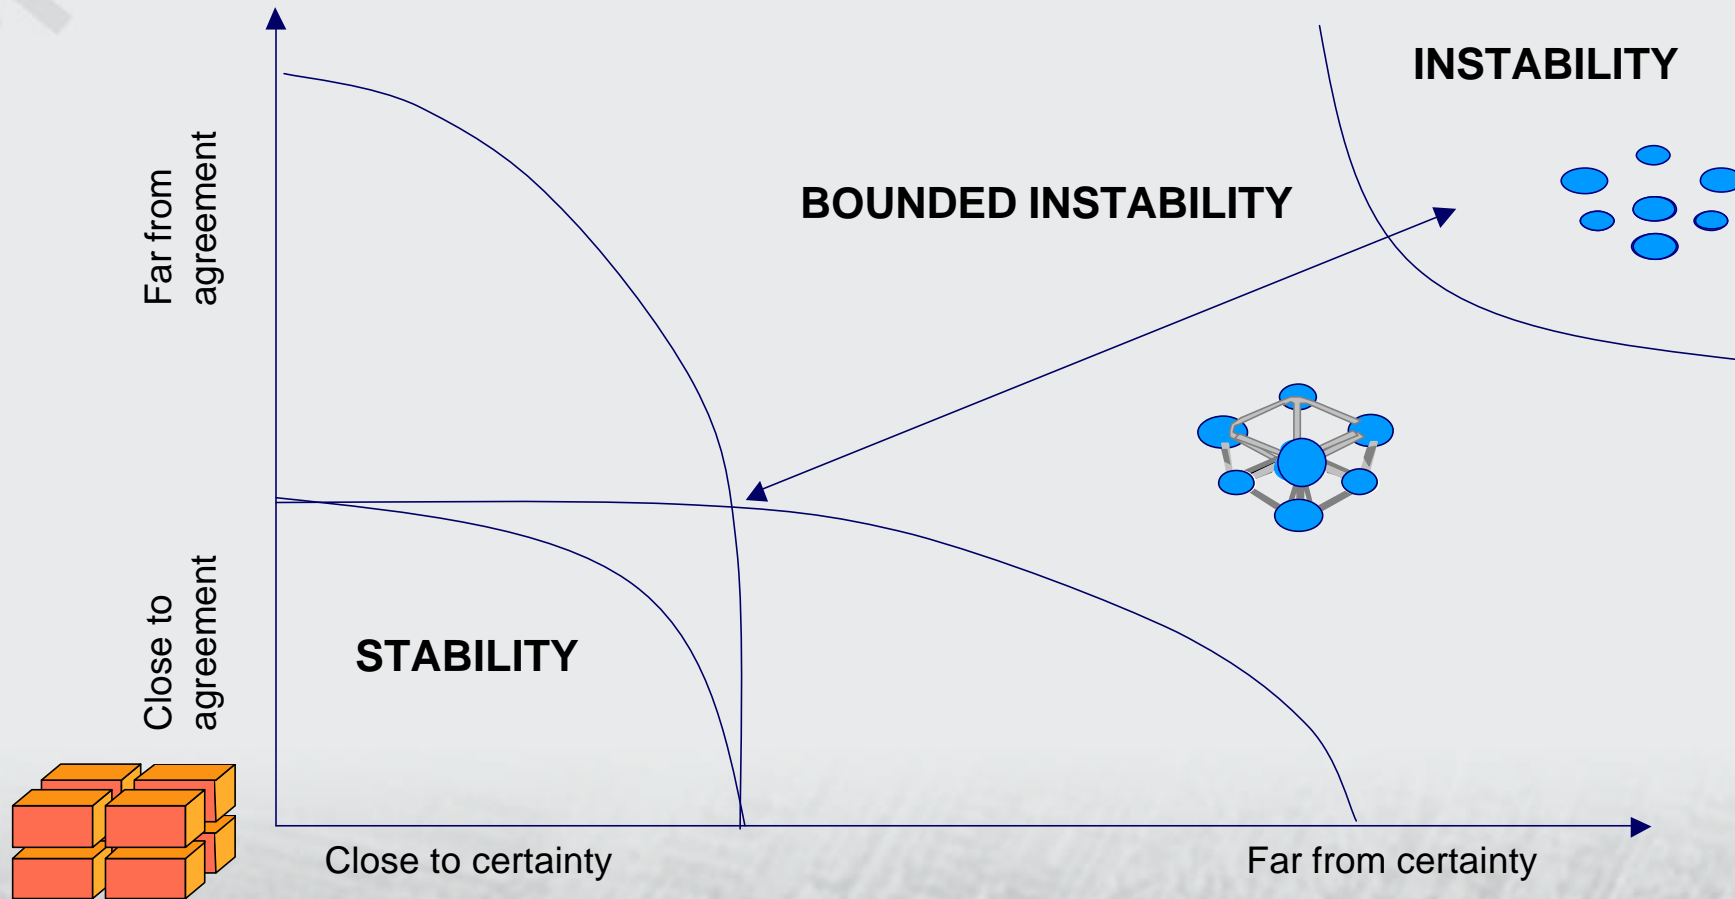 INSTABILITY
BOUNDED INSTABILITY
Far from
agreement
STABILITY
Close to
agreement
Close to certainty
Far from certainty